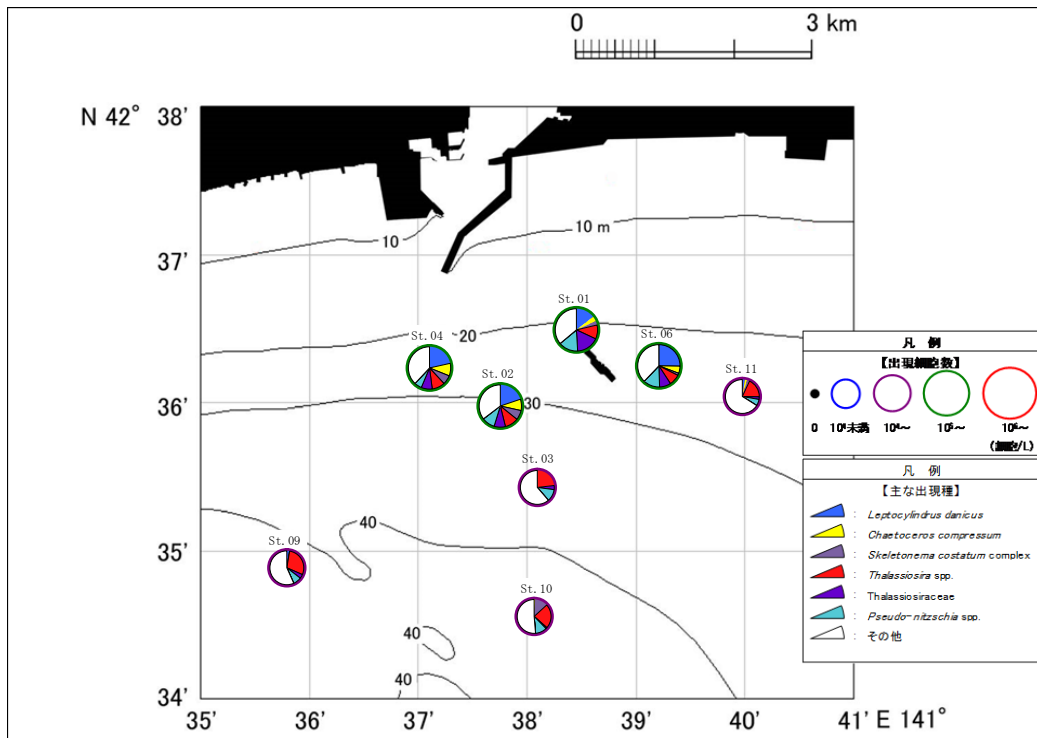 0 3 km
N 42° 38'
37'
36'
35'
34'
35' 36' 37' 38' 39' 40' 41' E 141°
10
10 m
20
30
40
40
40
St.01
St.04
St.06
St.02
St.11
St.03
St.09
St.10
凡 例
【出現細胞数】
0 10⁴未満 10⁴～ 10⁵～ 10⁶～
(細胞/L)
凡 例
【主な出現種】
: Leptocylindrus danicus
: Chaetoceros compressum
: Skeletonema costatum complex
: Thalassiosira spp.
: Thalassiosiraceae
: Pseudo-nitzschia spp.
: その他